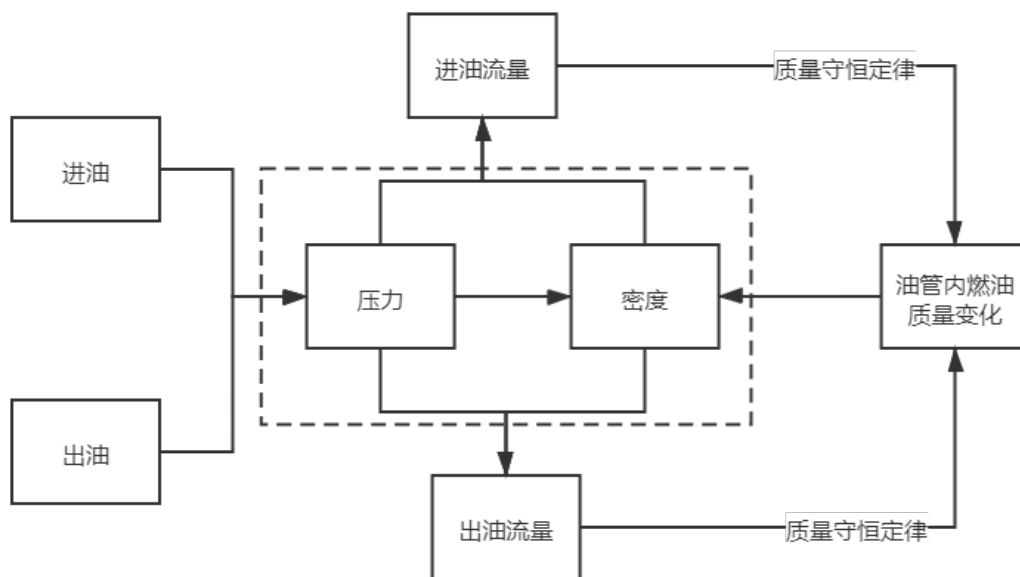 进油流量
质量守恒定律
进油
压力
密度
油管内燃油
质量变化
出油
出油流量
质量守恒定律